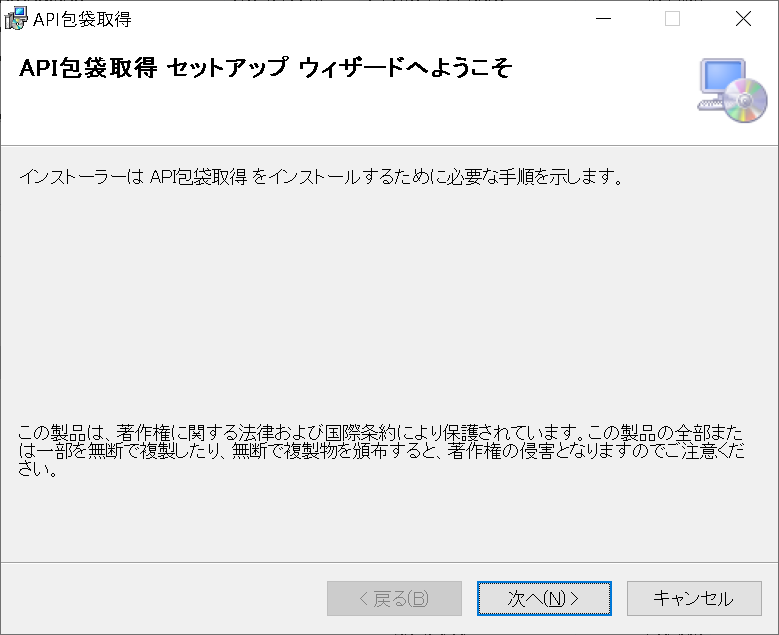 API包袋取得
API包袋取得 セットアップ ウィザードへようこそ
インストーラーは API包袋取得 をインストールするために必要な手順を示します。
この製品は、著作権に関する法律および国際条約により保護されています。この製品の全部また
は一部を無断で複製したり、無断で複製物を頒布すると、著作権の侵害となりますのでご注意くだ
さい。
< 戻る(B) 次へ(N) > キャンセル